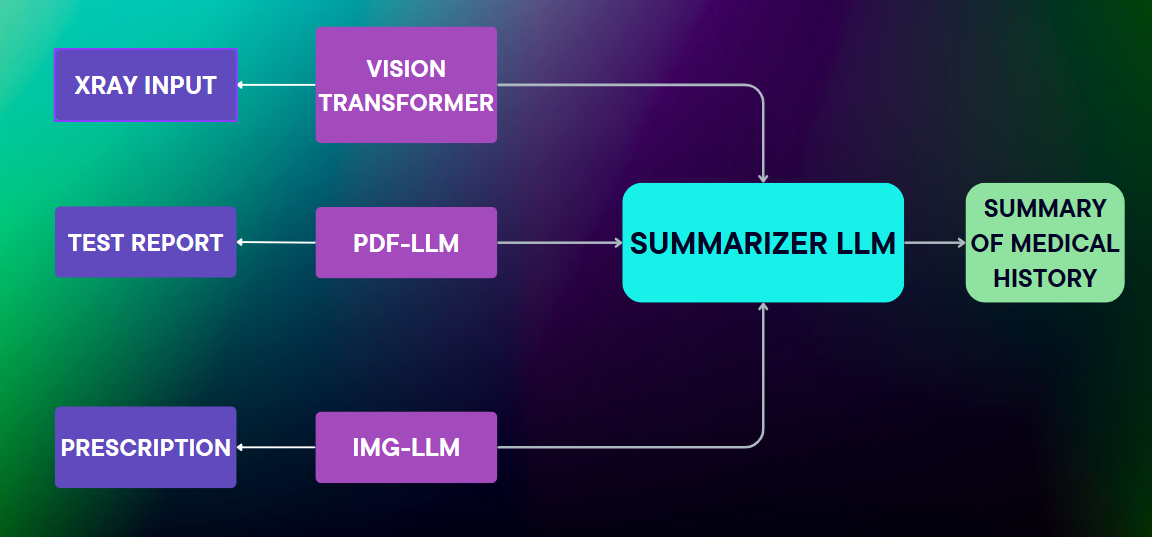 XRAY INPUT
VISION
TRANSFORMER
TEST REPORT
PDF-LLM
SUMMARIZER LLM
SUMMARY
OF MEDICAL
HISTORY
PRESCRIPTION
IMG-LLM